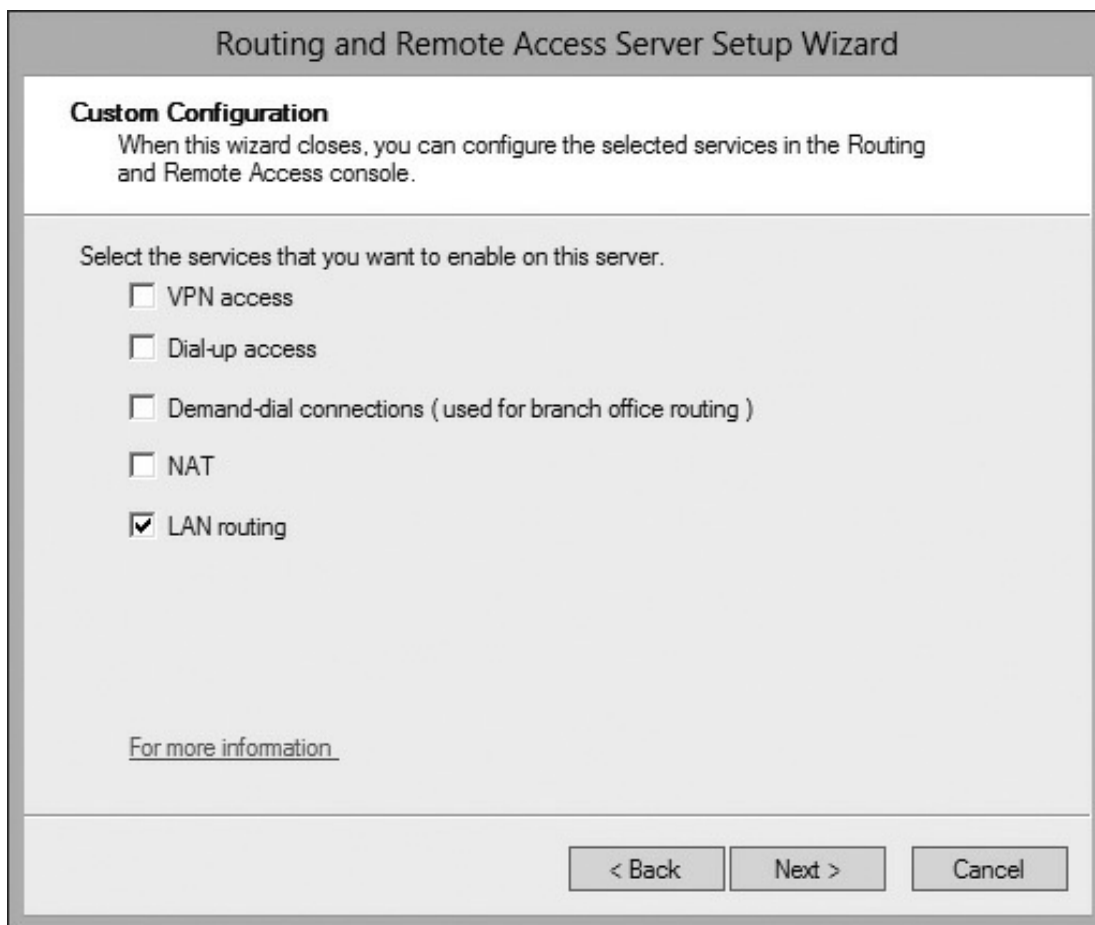 Routing and Remote Access Server Setup Wizard
Custom Configuration
When this wizard closes, you can configure the selected services in the Routing
and Remote Access console.
Select the services that you want to enable on this server.
VPN access
Dial-up access
Demand-dial connections ( used for branch office routing )
NAT
LAN routing
For more information
< Back
Next >
Cancel